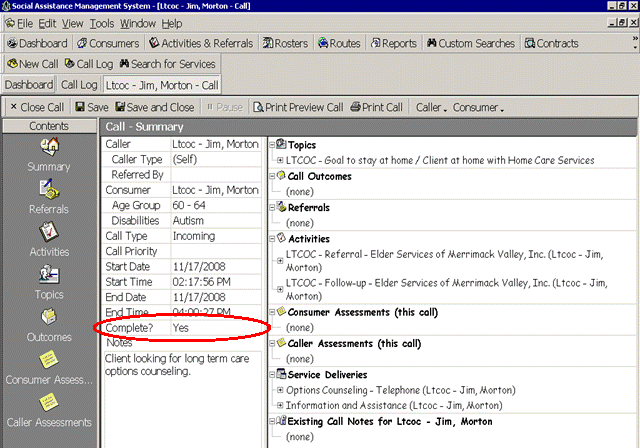 Social Assistance Management System - [Ltcoc - Jim, Morton - Call]
File Edit View Tools Window Help
Dashboard Consumers Activities & Referrals Rosters Routes Reports Custom Searches Contracts »
New Call Call Log Search for Services
Dashboard Call Log Ltcoc - Jim, Morton - Call
× Close Call Save Save and Close Pause Print Preview Call Print Call Caller Consumer
Contents
Summary
Referrals
Activities
Topics
Outcomes
Consumer Assess...
Caller Assessments
Call - Summary
Caller Ltcoc - Jim, Morton
Caller Type (Self)
Referred By
Consumer Ltcoc - Jim, Morton
Age Group 60 - 64
Disabilities Autism
Call Type Incoming
Call Priority
Start Date 11/17/2008
Start Time 02:17:56 PM
End Date 11/17/2008
End Time 04:00:27 PM
Complete? Yes
Notes
Client looking for long term care
options counseling.
Topics
LTCOC - Goal to stay at home / Client at home with Home Care Services
Call Outcomes
(none)
Referrals
(none)
Activities
LTCOC - Referral - Elder Services of Merrimack Valley, Inc. (Ltcoc - Jim,
Morton)
LTCOC - Follow-up - Elder Services of Merrimack Valley, Inc. (Ltcoc - Jim,
Morton)
Consumer Assessments (this call)
(none)
Caller Assessments (this call)
(none)
Service Deliveries
Options Counseling - Telephone (Ltcoc - Jim, Morton)
Information and Assistance (Ltcoc - Jim, Morton)
Existing Call Notes for Ltcoc - Jim, Morton
(none)